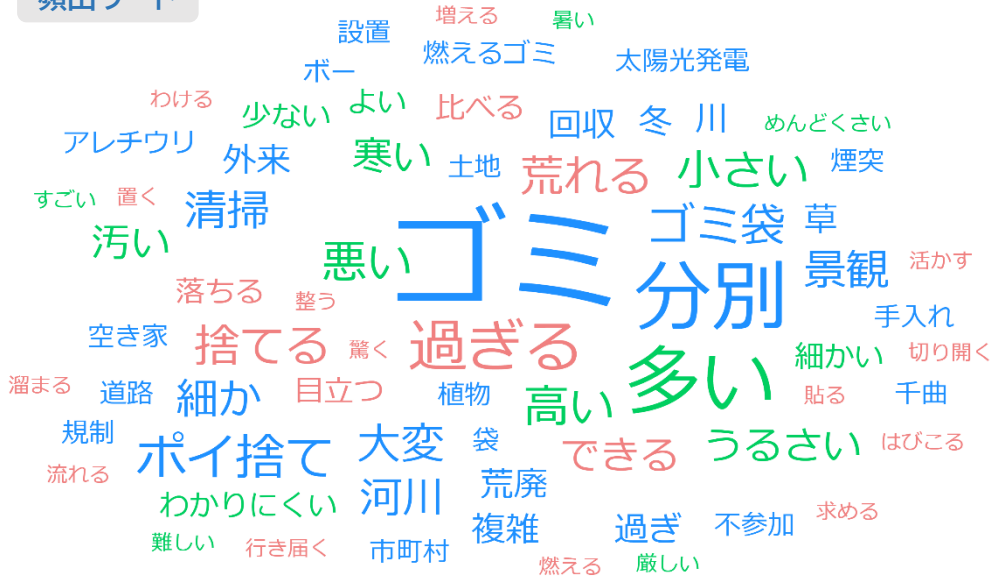 頻出ワード
増える 暑い
設置 燃えるゴミ 太陽光発電
ボー
わける 少ない よい 比べる 回収 冬 川 めんどくさい
アレチウリ 外来 寒い 土地 荒れる 小さい 煙突
すごい 置く 清掃 ゴミ ゴミ袋 草
汚い 悪い 分別 景観 活かす
落ちる 整う 手入れ
空き家 捨てる 驚く 過ぎる 多い 細かい 切り開く
溜まる 道路 細か 目立つ 植物 高い 貼る 千曲
規制 ポイ捨て 大変 袋 できる うるさい はびこる
流れる わかりにくい 河川 荒廃
難しい 行き届く 市町村 複雑 過ぎ 不参加 求める
燃える 厳しい